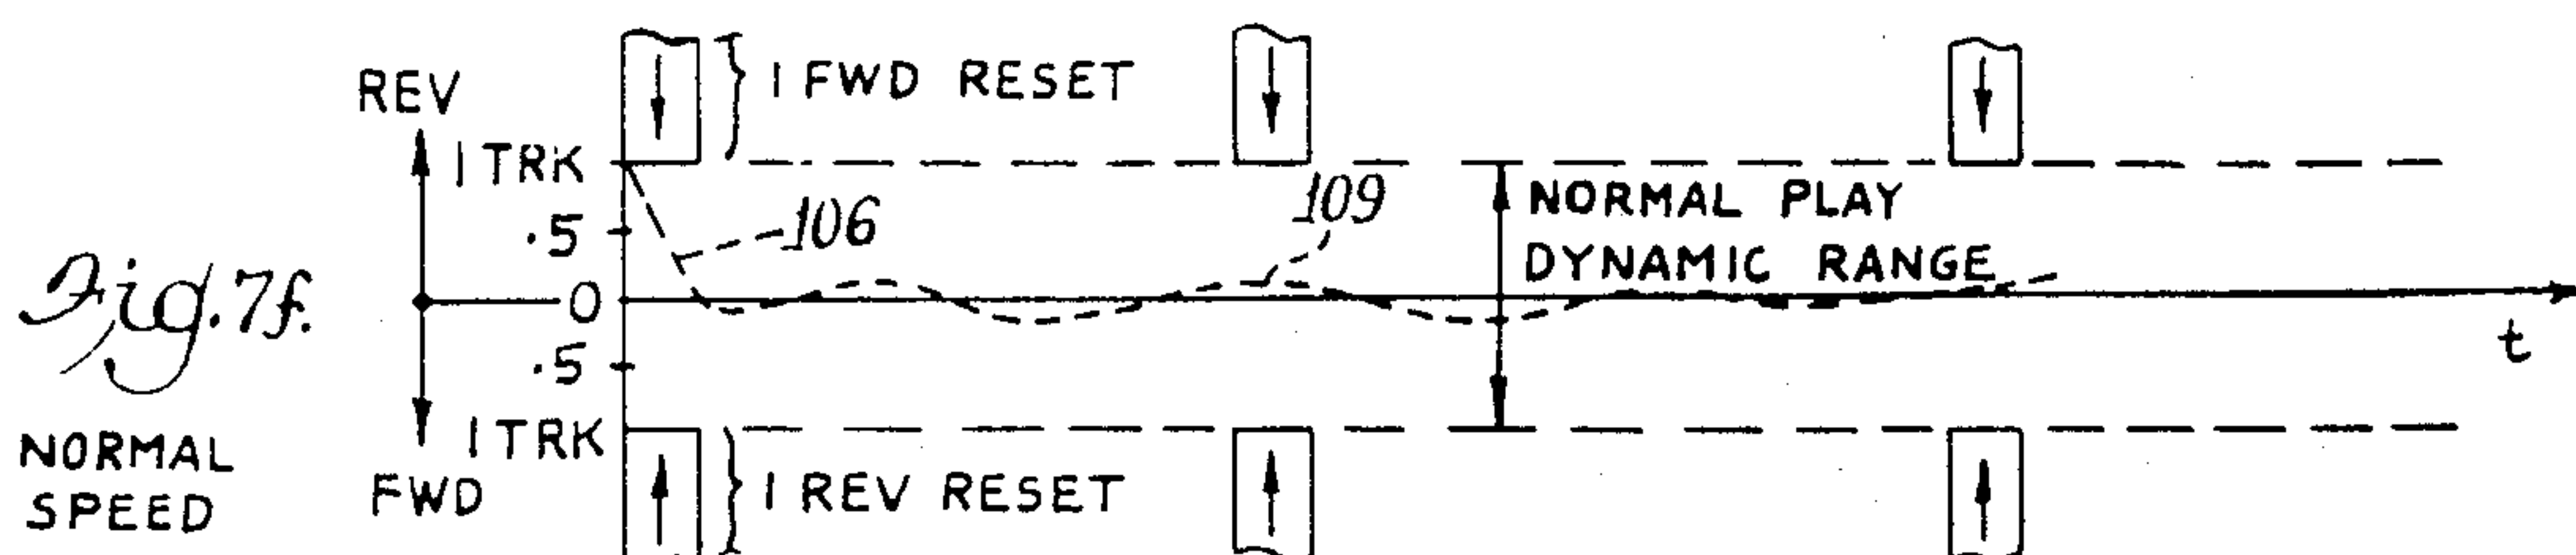 REV
1 FWD RESET
1 TRK
.5
106
109
NORMAL PLAY
DYNAMIC RANGE
Fig. 7f.
0
t
.5
1 TRK
NORMAL
SPEED
FWD
1 REV RESET